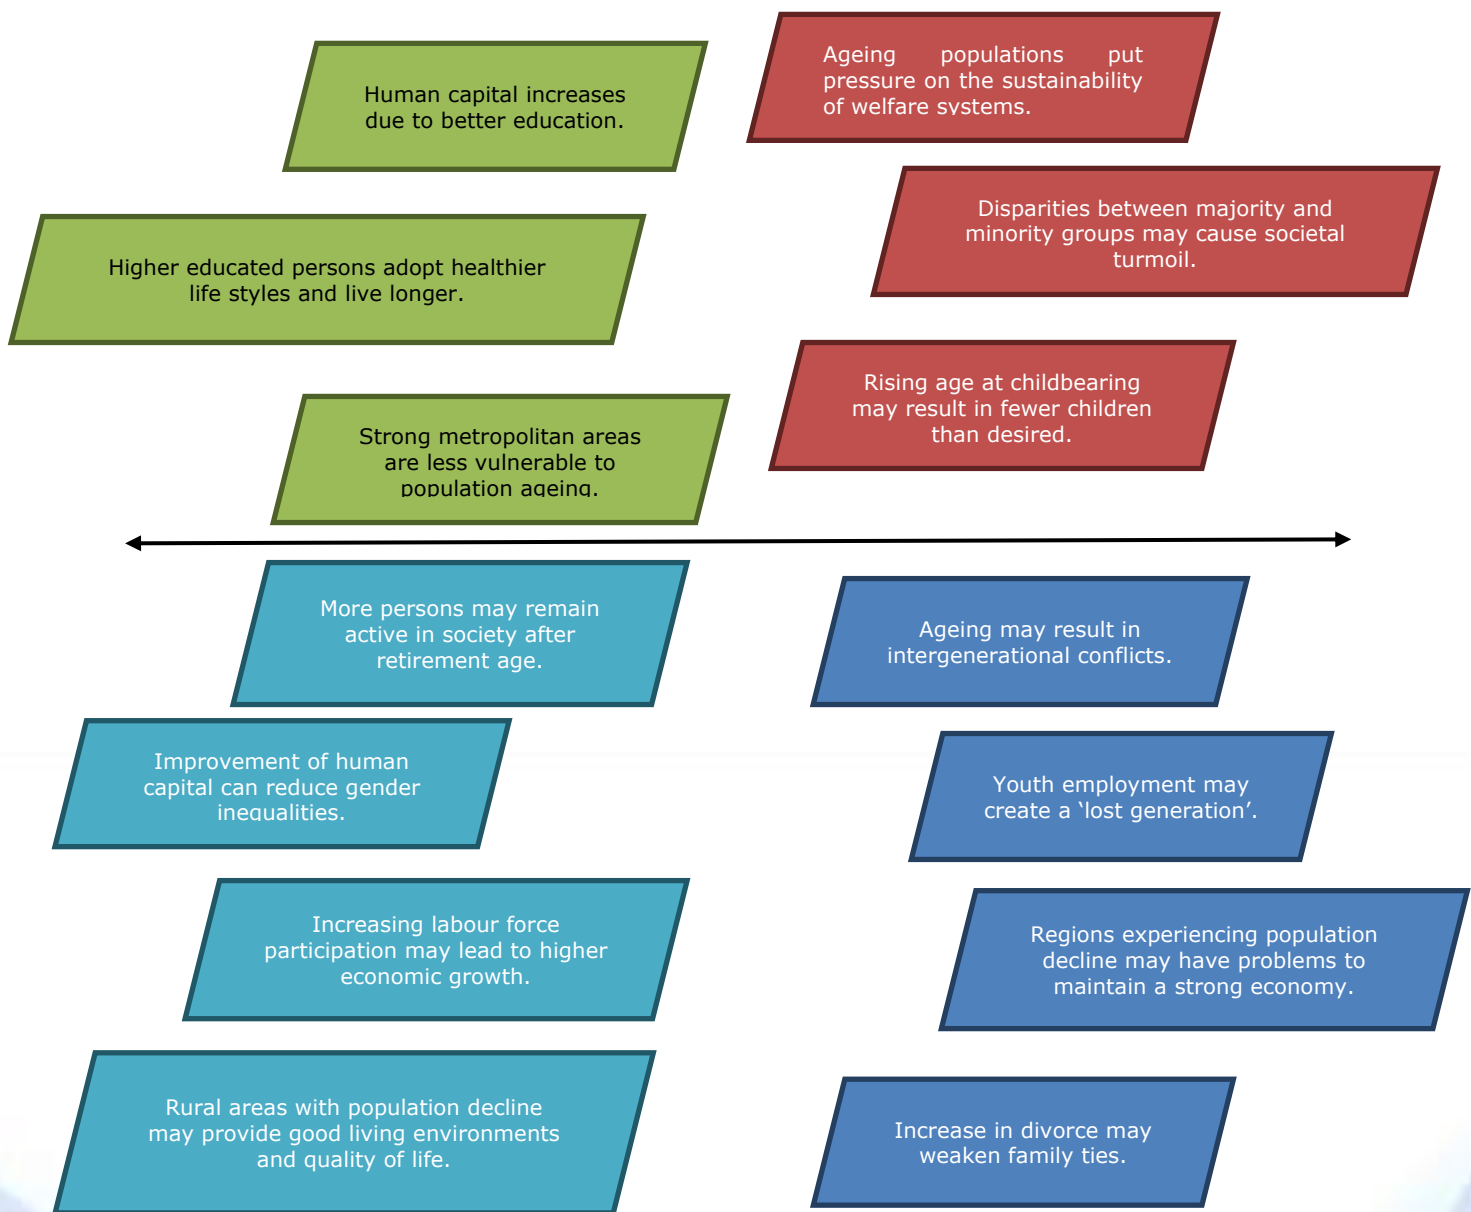 Human capital increases
due to better education.
Ageing populations put
pressure on the sustainability
of welfare systems.
Higher educated persons adopt healthier
life styles and live longer.
Disparities between majority and
minority groups may cause societal
turmoil.
Strong metropolitan areas
are less vulnerable to
population ageing.
Rising age at childbearing
may result in fewer children
than desired.
More persons may remain
active in society after
retirement age.
Ageing may result in
intergenerational conflicts.
Improvement of human
capital can reduce gender
inequalities.
Youth employment may
create a ‘lost generation’.
Increasing labour force
participation may lead to higher
economic growth.
Regions experiencing population
decline may have problems to
maintain a strong economy.
Rural areas with population decline
may provide good living environments
and quality of life.
Increase in divorce may
weaken family ties.